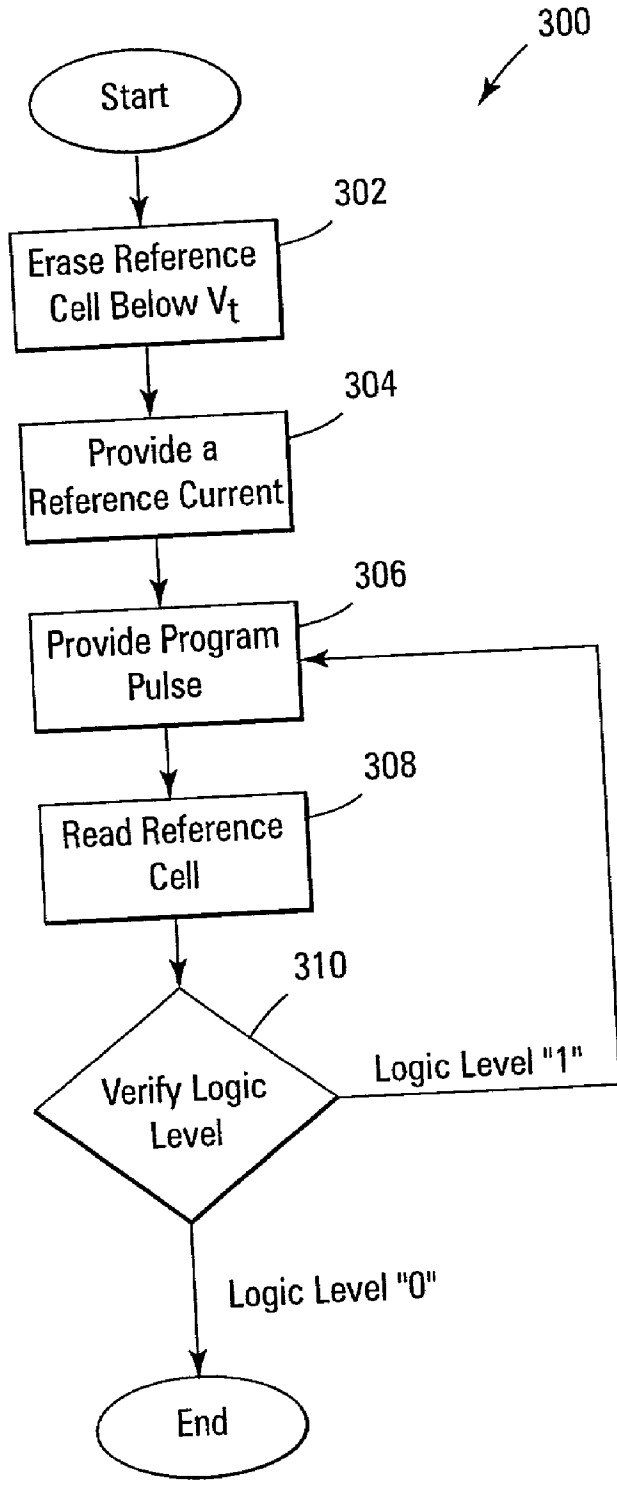 300
Start
302
Erase Reference
Cell Below Vt
304
Provide a
Reference Current
306
Provide Program
Pulse
308
Read Reference
Cell
310
Verify Logic
Level
Logic Level "1"
Logic Level "0"
End